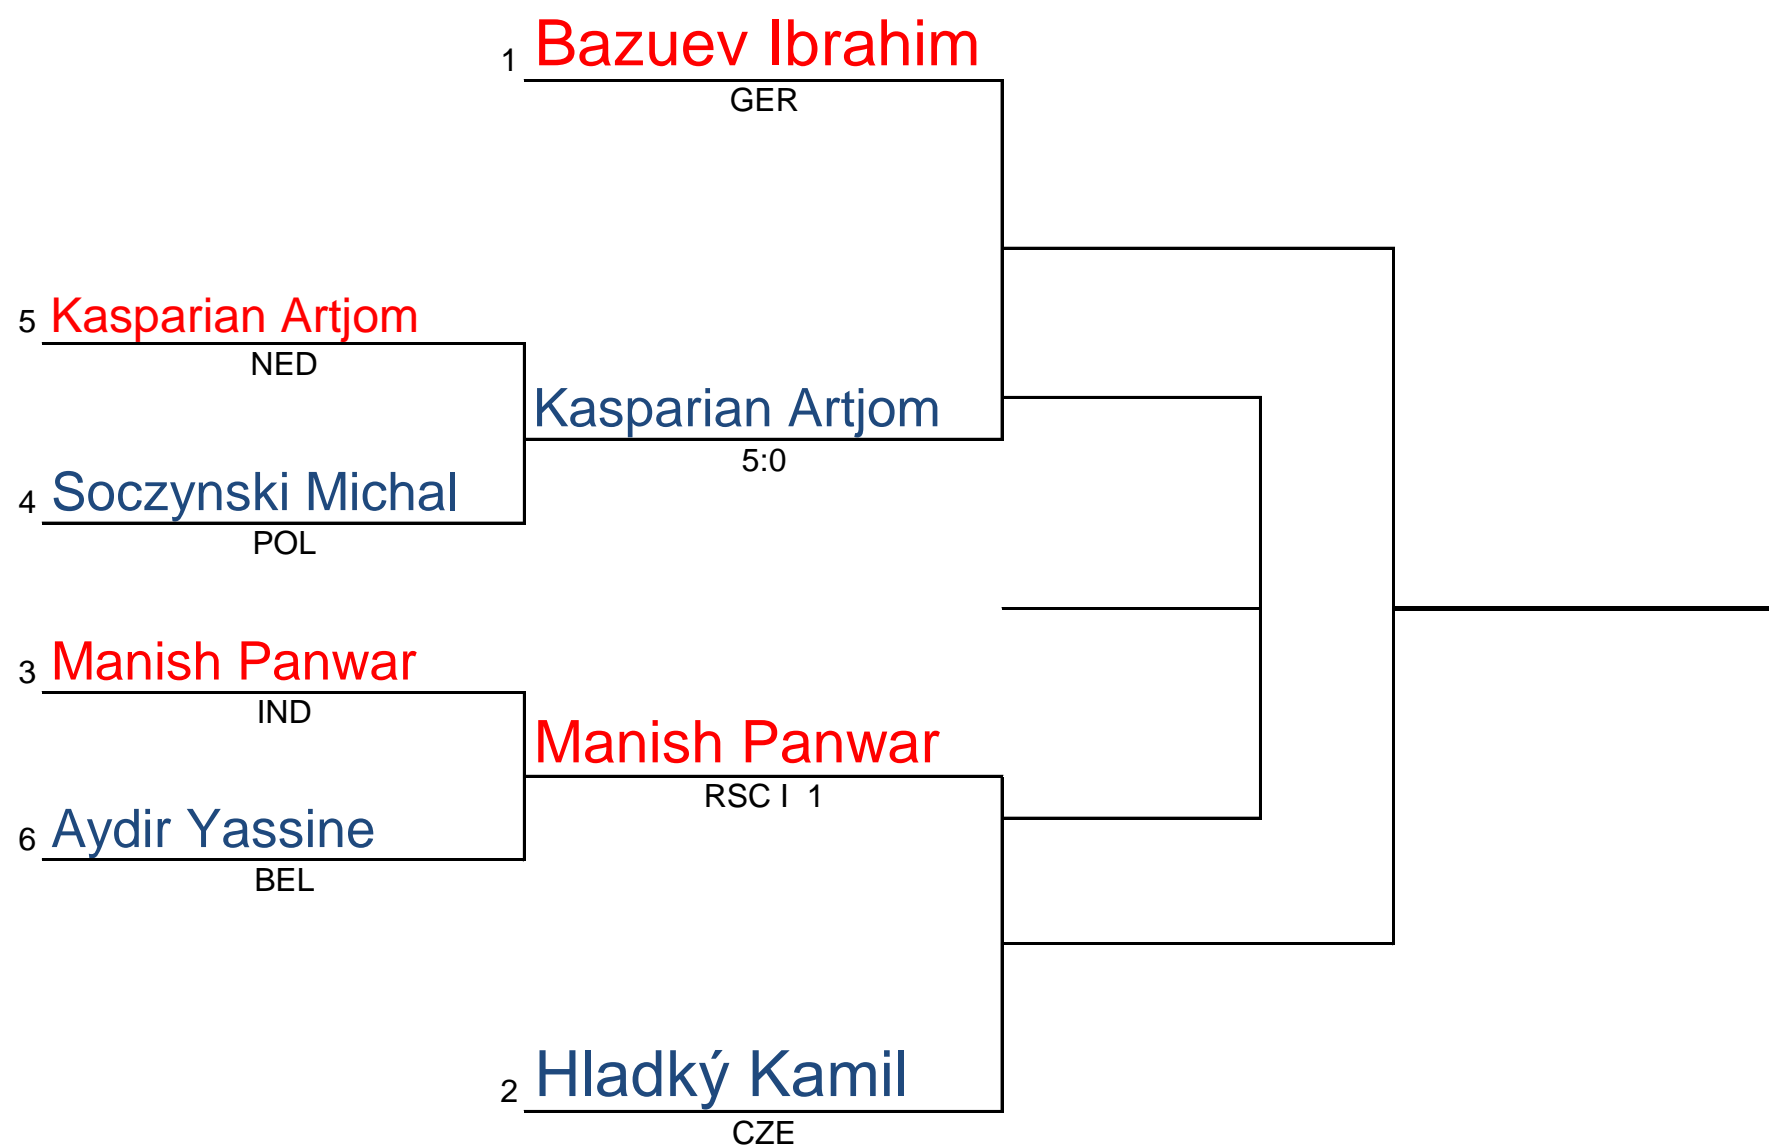 1 Bazuev Ibrahim
GER
5 Kasparian Artjom
NED
Kasparian Artjom
5:0
4 Soczynski Michal
POL
3 Manish Panwar
IND
Manish Panwar
RSC I 1
6 Aydir Yassine
BEL
2 Hladký Kamil
CZE